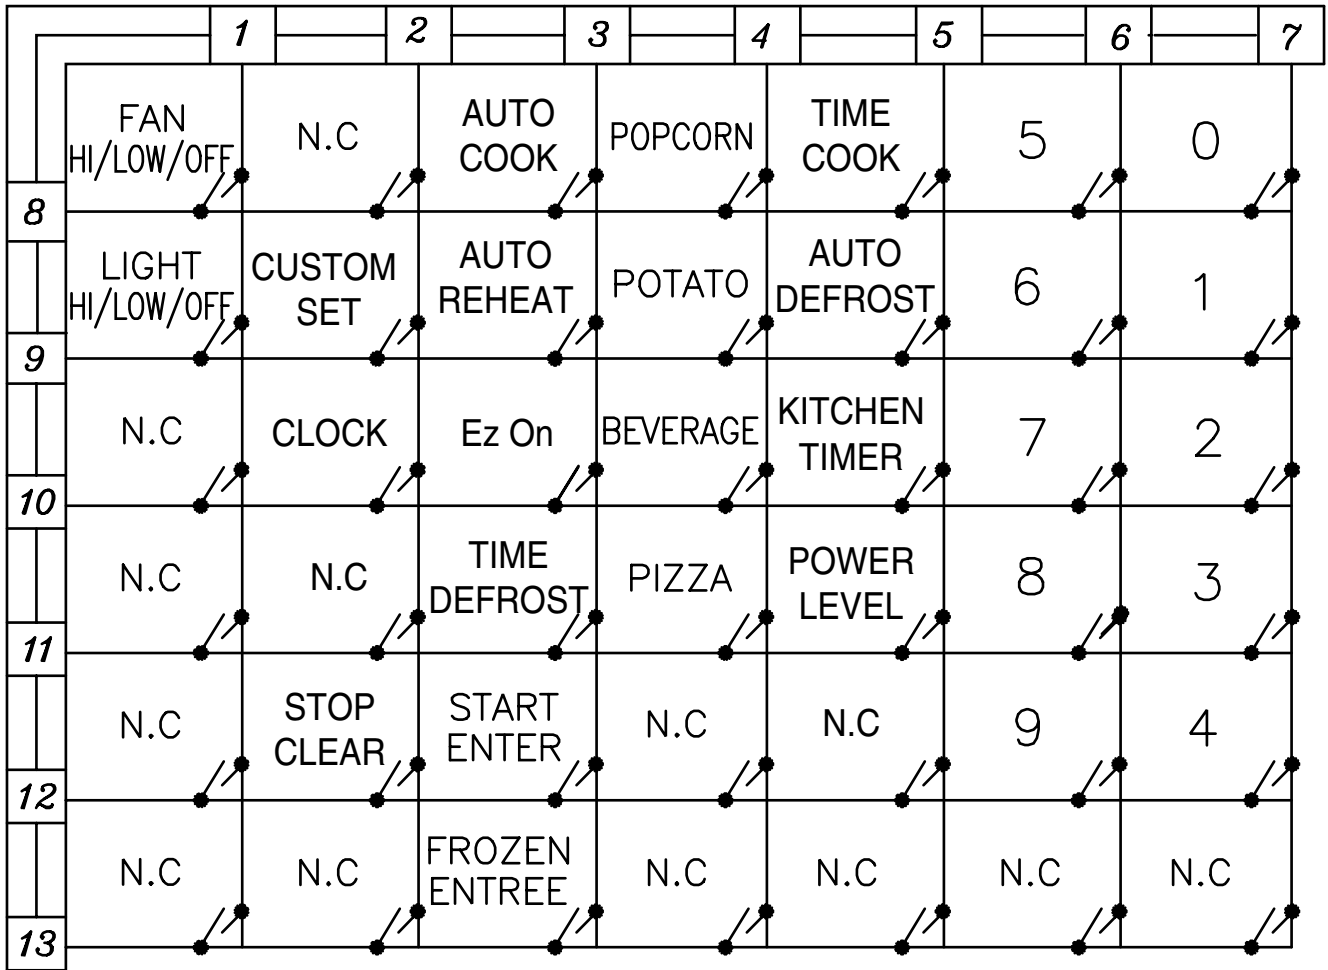 1 2 3 4 5 6 7
FAN
HI/LOW/OFF
N.C
AUTO
COOK
POPCORN
TIME
COOK
5
0
8
LIGHT
HI/LOW/OFF
CUSTOM
SET
AUTO
REHEAT
POTATO
AUTO
DEFROST
6
1
9
N.C
CLOCK
Ez On
BEVERAGE
KITCHEN
TIMER
7
2
10
N.C
N.C
TIME
DEFROST
PIZZA
POWER
LEVEL
8
3
11
N.C
STOP
CLEAR
START
ENTER
N.C
N.C
9
4
12
N.C
N.C
FROZEN
ENTREE
N.C
N.C
N.C
N.C
13